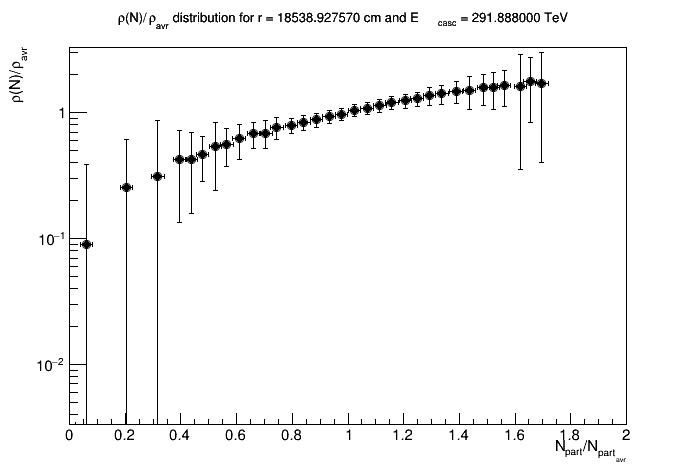 ρ(N)/ρavr distribution for r = 18538.927570 cm and E casc = 291.888000 TeV
ρ(N)/ρavr
1
10−1
10−2
0 0.2 0.4 0.6 0.8 1 1.2 1.4 1.6 1.8 2
Npart/Npartavr